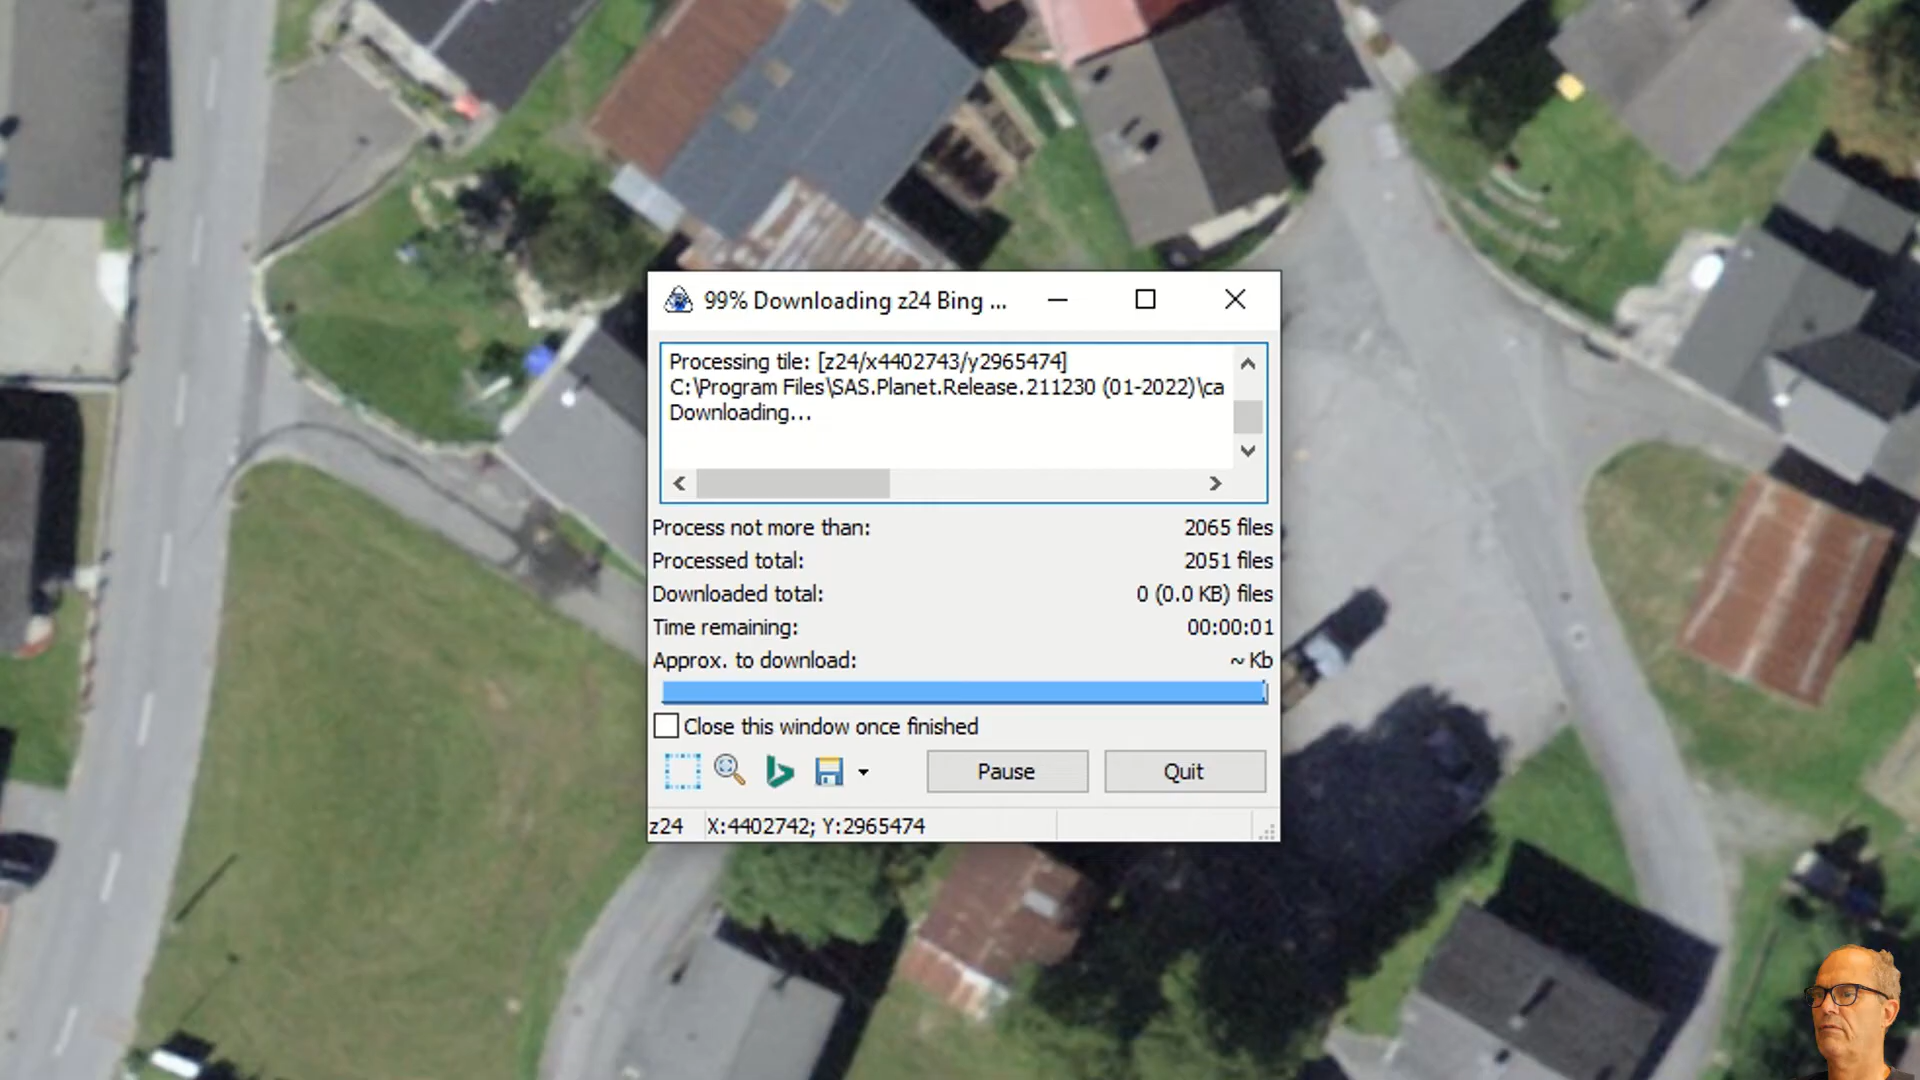 99% Downloading z24 Bing ...
Processing tile: [z24/x4402743/y2965474]
C:\Program Files\SAS.Planet.Release.211230 (01-2022)\ca
Downloading...
Process not more than: 2065 files
Processed total: 2051 files
Downloaded total: 0 (0.0 KB) files
Time remaining: 00:00:01
Approx. to download: ~ Kb
Close this window once finished
Pause Quit
z24 X:4402742; Y:2965474